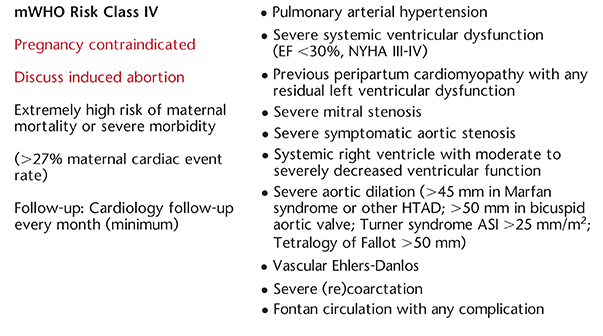 mWHO Risk Class IV
Pregnancy contraindicated
Discuss induced abortion
Extremely high risk of maternal
mortality or severe morbidity
(>27% maternal cardiac event
rate)
Follow-up: Cardiology follow-up
every month (minimum)
• Pulmonary arterial hypertension
• Severe systemic ventricular dysfunction
(EF <30%, NYHA III-IV)
• Previous peripartum cardiomyopathy with any
residual left ventricular dysfunction
• Severe mitral stenosis
• Severe symptomatic aortic stenosis
• Systemic right ventricle with moderate to
severely decreased ventricular function
• Severe aortic dilation (>45 mm in Marfan
syndrome or other HTAD; >50 mm in bicuspid
aortic valve; Turner syndrome ASI >25 mm/m²;
Tetralogy of Fallot >50 mm)
• Vascular Ehlers-Danlos
• Severe (re)coarctation
• Fontan circulation with any complication